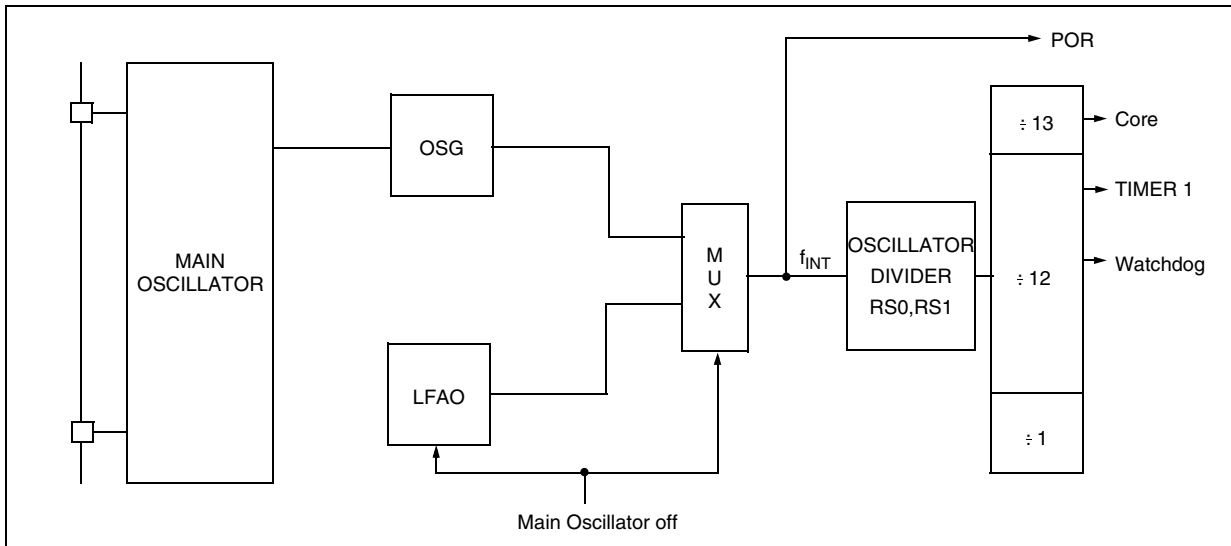 POR
÷ 13
Core
OSG
TIMER 1
MAIN
OSCILLATOR
M
U
X
fINT
OSCILLATOR
DIVIDER
RS0,RS1
÷ 12
Watchdog
LFAO
÷ 1
Main Oscillator off